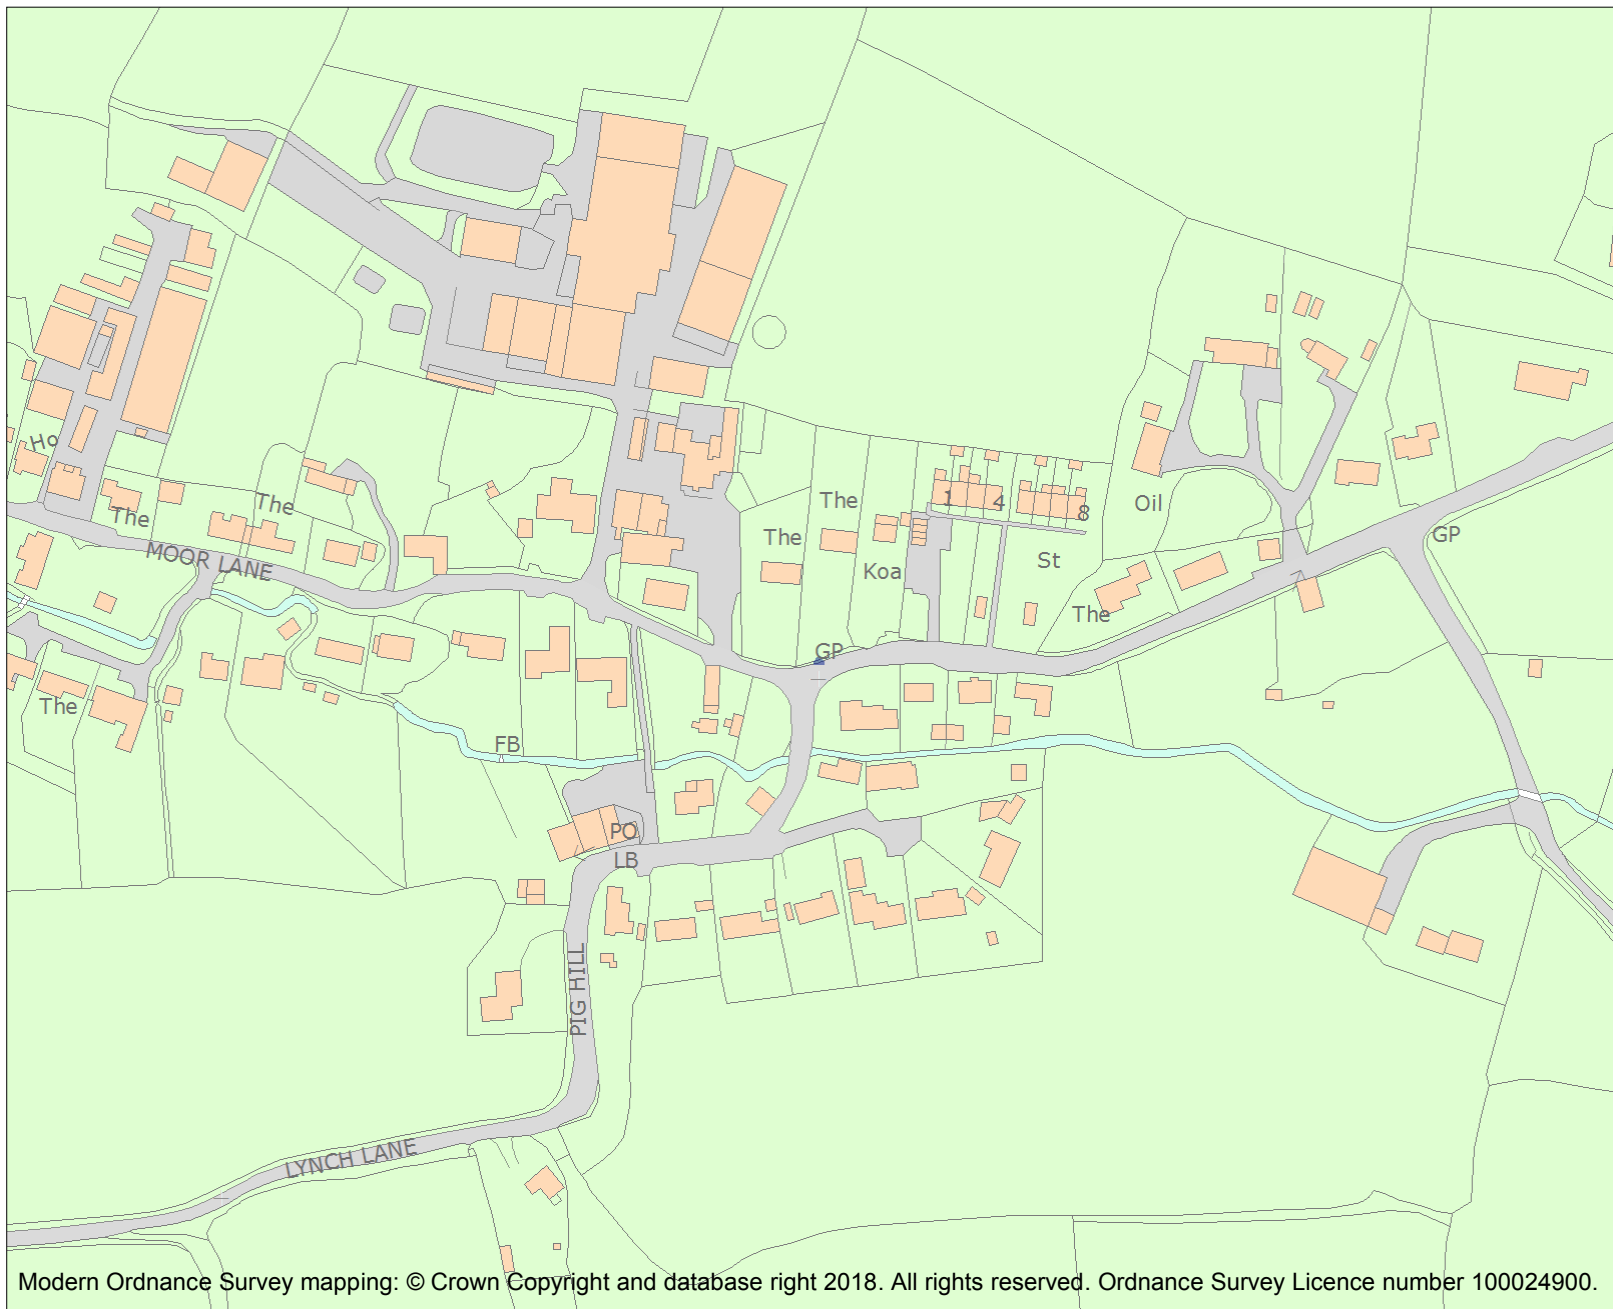 Ho
The
The
MOOR LANE
The
The
The
Koa
1
4
8
St
Oil
The
GP
GP
FB
PO
LB
PIG HILL
LYNCH LANE
Modern Ordnance Survey mapping: © Crown Copyright and database right 2018. All rights reserved. Ordnance Survey Licence number 100024900.